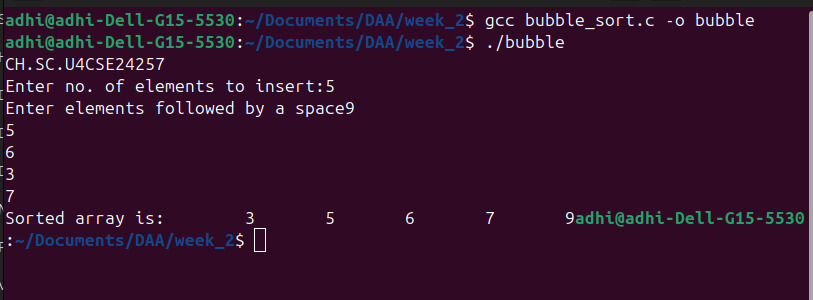 adhi@adhi-Dell-G15-5530:~/Documents/DAA/week_2$ gcc bubble_sort.c -o bubble
adhi@adhi-Dell-G15-5530:~/Documents/DAA/week_2$ ./bubble
CH.SC.U4CSE24257
Enter no. of elements to insert:5
Enter elements followed by a space9
5
6
3
7
Sorted array is:        3       5       6       7       9adhi@adhi-Dell-G15-5530
:~/Documents/DAA/week_2$